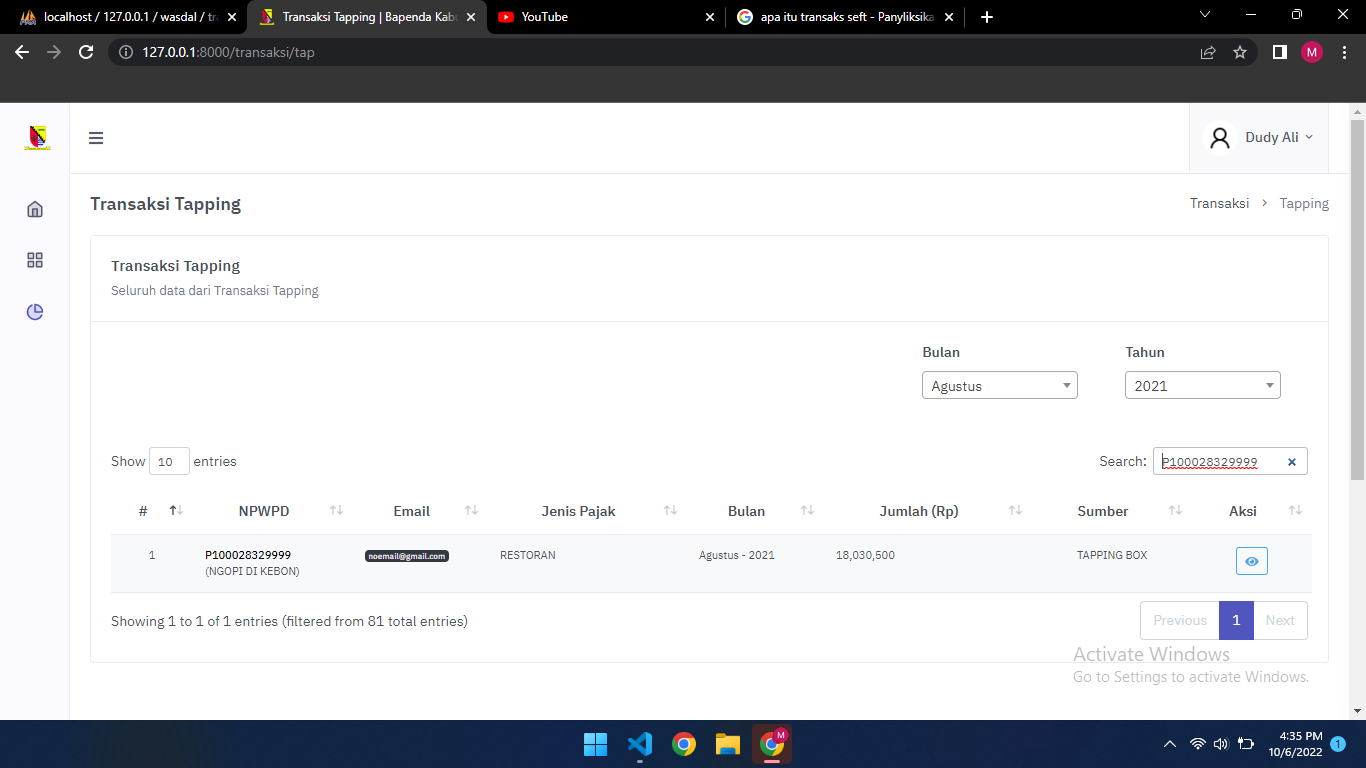 localhost / 127.0.0.1 / wasdal / tr
Transaksi Tapping | Bapenda Kab
YouTube
apa itu transaks seft - Panyliksika
127.0.0.1:8000/transaksi/tap
M
Dudy Ali
Transaksi Tapping
Transaksi > Tapping
Transaksi Tapping
Seluruh data dari Transaksi Tapping
Bulan Tahun
Agustus 2021
Show 10 entries
Search: P100028329999 ×
# NPWPD Email Jenis Pajak Bulan Jumlah (Rp) Sumber Aksi
1 P100028329999 noemail@gmail.com RESTORAN Agustus - 2021 18,030,500 TAPPING BOX
(NGOPI DI KEBON)
Showing 1 to 1 of 1 entries (filtered from 81 total entries)
Previous 1 Next
Activate Windows
Go to Settings to activate Windows.
M
4:35 PM
10/6/2022
1